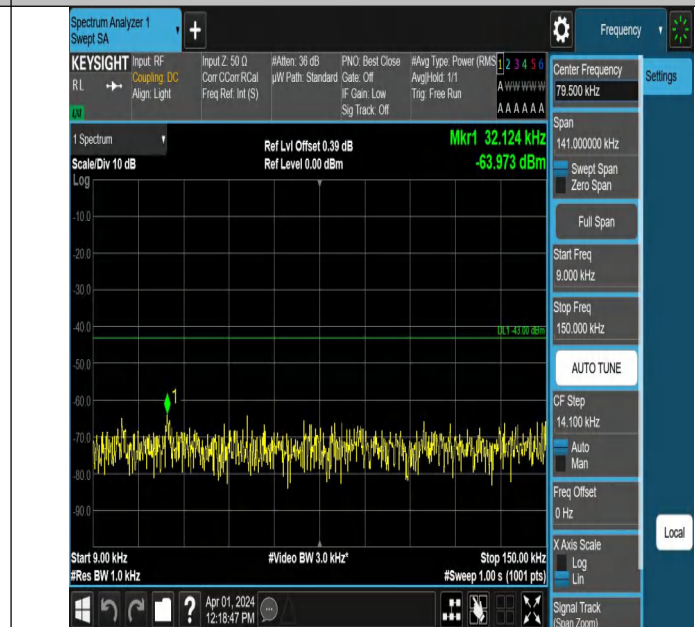 Spectrum Analyzer 1
Swept SA
+
Frequency
KEYSIGHT
RL
LXI
Input: RF
Coupling: DC
Align: Light
Input Z: 50 Ω
Corr CCorr RCal
Freq Ref: Int (S)
#Atten: 36 dB
µW Path: Standard
PNO: Best Close
Gate: Off
IF Gain: Low
Sig Track: Off
#Avg Type: Power (RMS
Avg|Hold: 1/1
Trig: Free Run
1 2 3 4 5 6
A W W W W W
A A A A A A
1 Spectrum
Scale/Div 10 dB
Log
Ref Lvl Offset 0.39 dB
Ref Level 0.00 dBm
Mkr1 32.124 kHz
-63.973 dBm
-10.0
-20.0
-30.0
-40.0
DL1 -43.00 dBm
-50.0
-60.0
1
-70.0
-80.0
-90.0
Start 9.00 kHz
#Res BW 1.0 kHz
#Video BW 3.0 kHz*
Stop 150.00 kHz
#Sweep 1.00 s (1001 pts)
Center Frequency
79.500 kHz
Settings
Span
141.000000 kHz
Swept Span
Zero Span
Full Span
Start Freq
9.000 kHz
Stop Freq
150.000 kHz
AUTO TUNE
CF Step
14.100 kHz
Auto
Man
Freq Offset
0 Hz
X Axis Scale
Log
Lin
Local
Signal Track
(Span Zoom)
?
Apr 01, 2024
12:18:47 PM